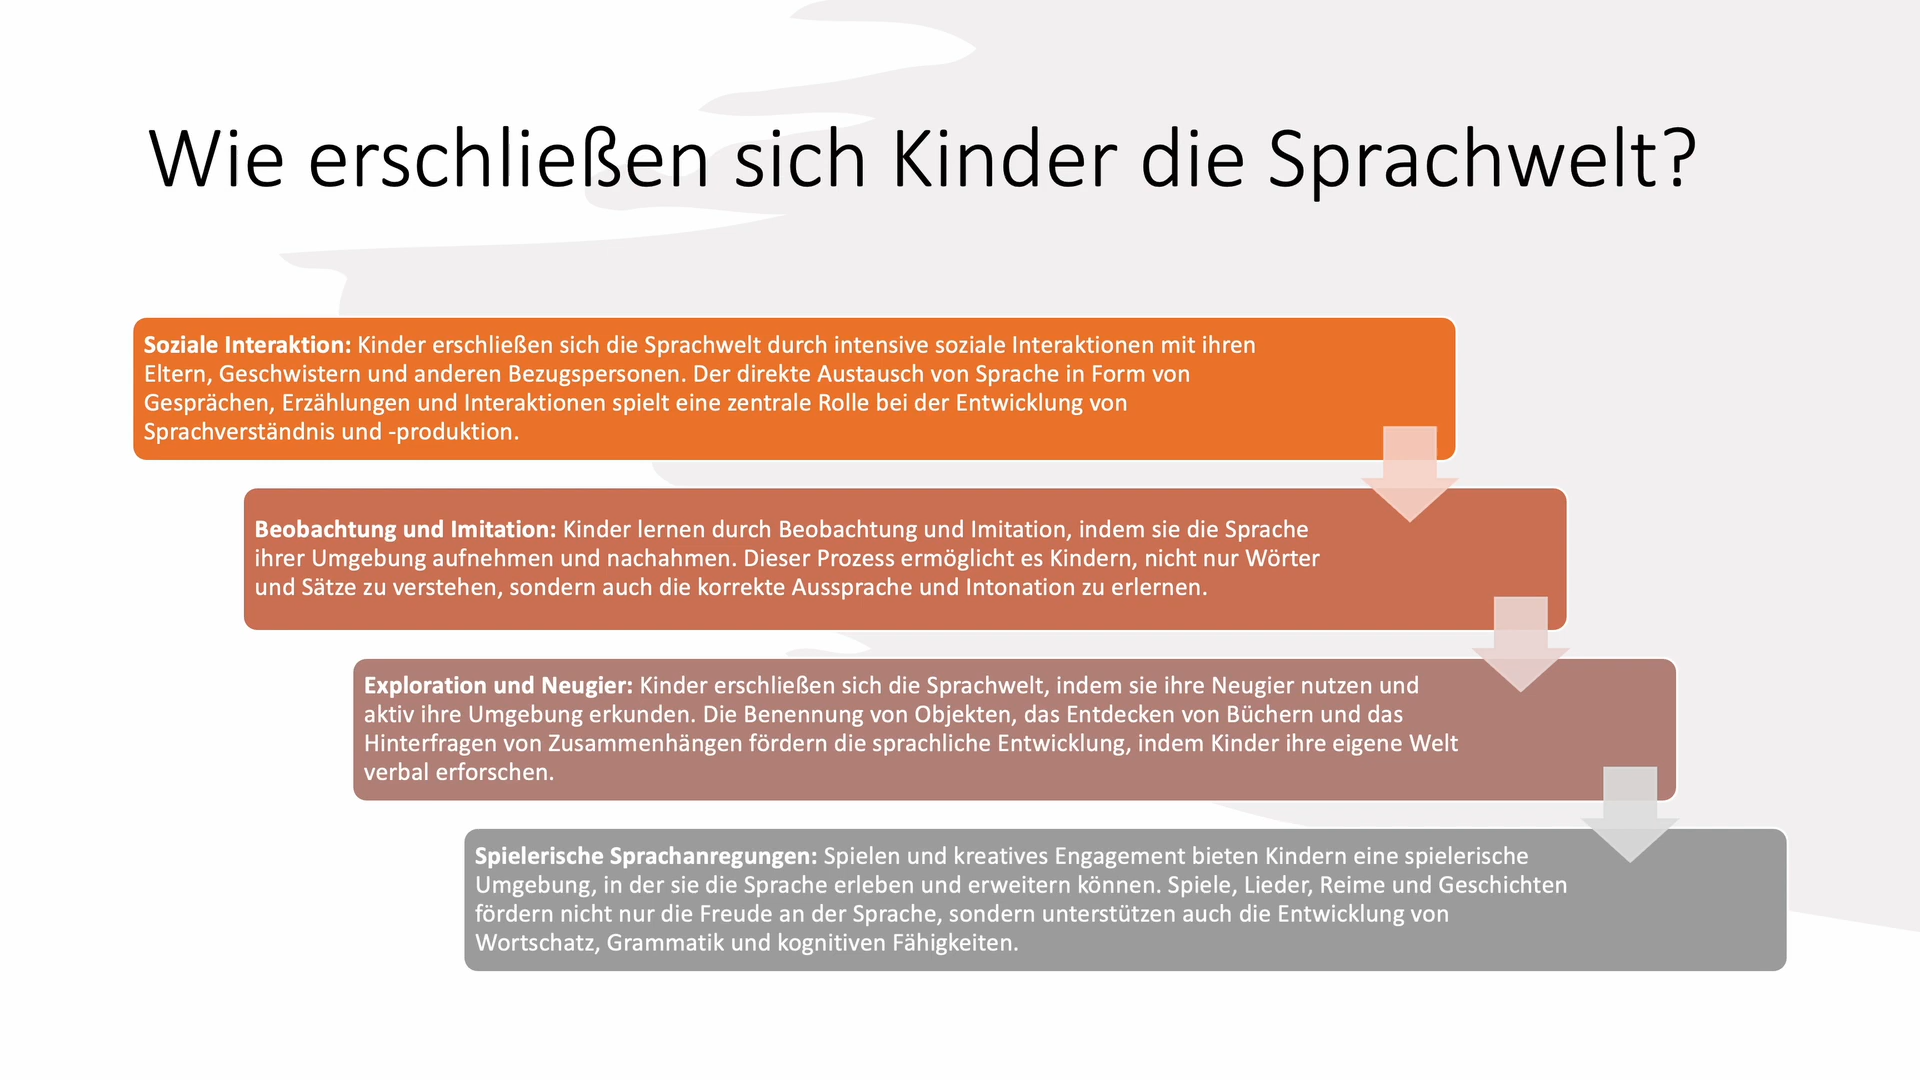 Wie erschließen sich Kinder die Sprachwelt?
Soziale Interaktion: Kinder erschließen sich die Sprachwelt durch intensive soziale Interaktionen mit ihren
Eltern, Geschwistern und anderen Bezugspersonen. Der direkte Austausch von Sprache in Form von
Gesprächen, Erzählungen und Interaktionen spielt eine zentrale Rolle bei der Entwicklung von
Sprachverständnis und -produktion.
Beobachtung und Imitation: Kinder lernen durch Beobachtung und Imitation, indem sie die Sprache
ihrer Umgebung aufnehmen und nachahmen. Dieser Prozess ermöglicht es Kindern, nicht nur Wörter
und Sätze zu verstehen, sondern auch die korrekte Aussprache und Intonation zu erlernen.
Exploration und Neugier: Kinder erschließen sich die Sprachwelt, indem sie ihre Neugier nutzen und
aktiv ihre Umgebung erkunden. Die Benennung von Objekten, das Entdecken von Büchern und das
Hinterfragen von Zusammenhängen fördern die sprachliche Entwicklung, indem Kinder ihre eigene Welt
verbal erforschen.
Spielerische Sprachanregungen: Spielen und kreatives Engagement bieten Kindern eine spielerische
Umgebung, in der sie die Sprache erleben und erweitern können. Spiele, Lieder, Reime und Geschichten
fördern nicht nur die Freude an der Sprache, sondern unterstützen auch die Entwicklung von
Wortschatz, Grammatik und kognitiven Fähigkeiten.